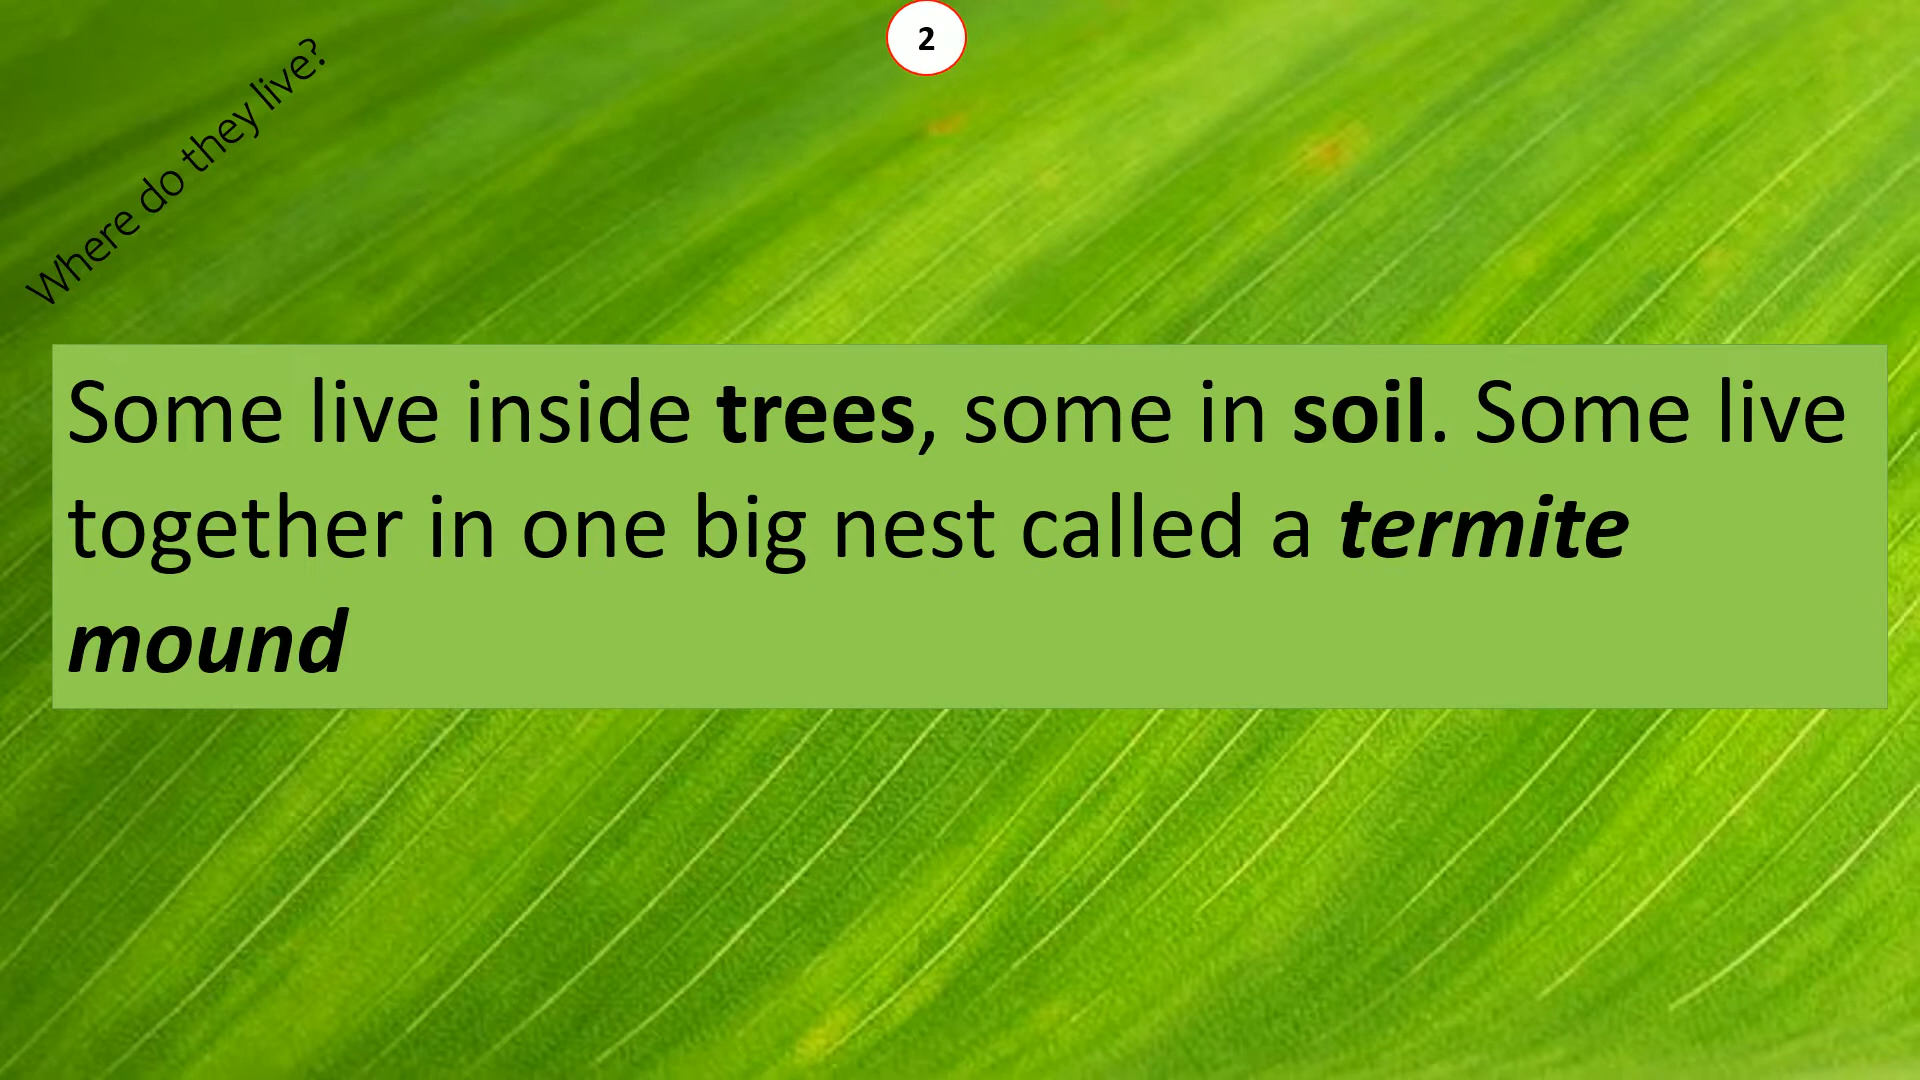 2
Where do they live?
Some live inside trees, some in soil. Some live
together in one big nest called a termite
mound